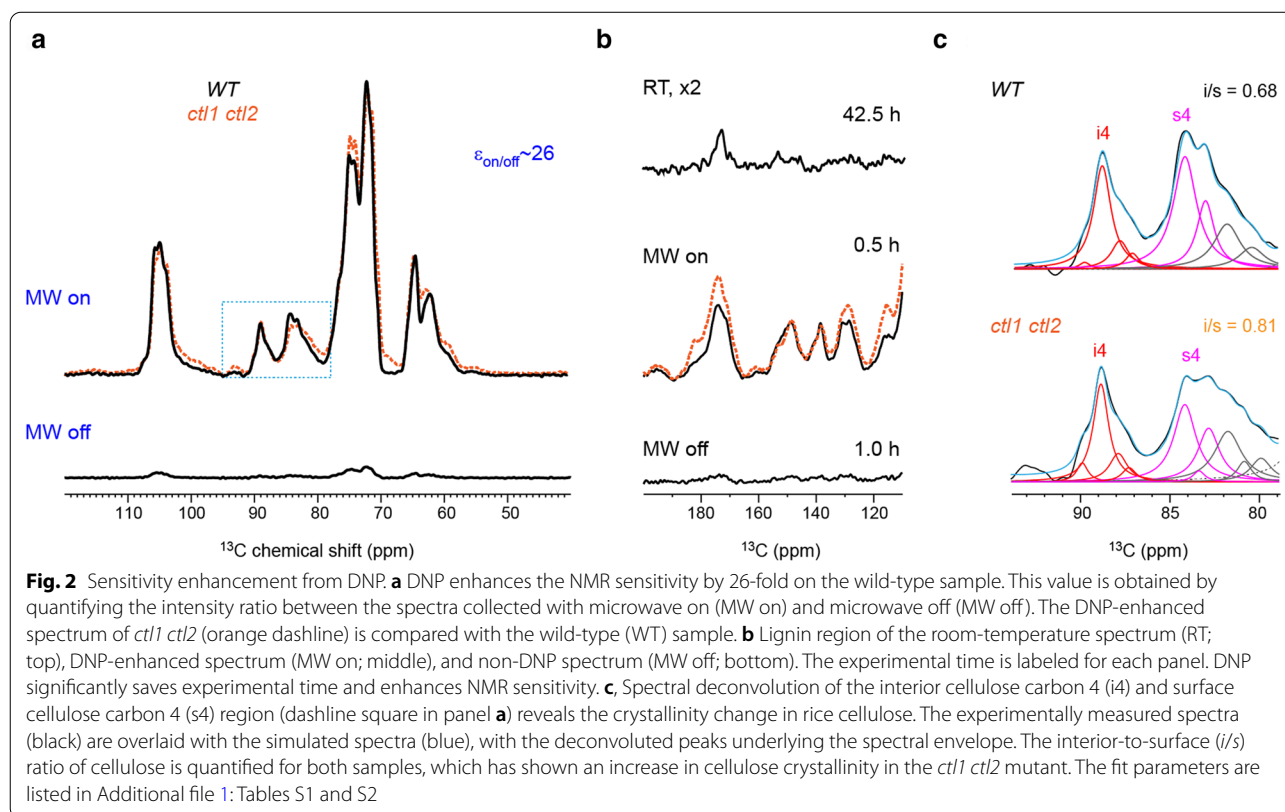 a
WT
ctl1 ctl2
εon/off~26
MW on
MW off
110 100 90 80 70 60 50
13C chemical shift (ppm)
b
RT, x2
42.5 h
MW on
0.5 h
MW off
1.0 h
180 160 140 120
13C (ppm)
c
WT
i/s = 0.68
i4
s4
ctl1 ctl2
i/s = 0.81
i4
s4
90 85 80
13C (ppm)
Fig. 2 Sensitivity enhancement from DNP. a DNP enhances the NMR sensitivity by 26-fold on the wild-type sample. This value is obtained by
quantifying the intensity ratio between the spectra collected with microwave on (MW on) and microwave off (MW off). The DNP-enhanced
spectrum of ctl1 ctl2 (orange dashline) is compared with the wild-type (WT) sample. b Lignin region of the room-temperature spectrum (RT;
top), DNP-enhanced spectrum (MW on; middle), and non-DNP spectrum (MW off; bottom). The experimental time is labeled for each panel. DNP
significantly saves experimental time and enhances NMR sensitivity. c, Spectral deconvolution of the interior cellulose carbon 4 (i4) and surface
cellulose carbon 4 (s4) region (dashline square in panel a) reveals the crystallinity change in rice cellulose. The experimentally measured spectra
(black) are overlaid with the simulated spectra (blue), with the deconvoluted peaks underlying the spectral envelope. The interior-to-surface (i/s)
ratio of cellulose is quantified for both samples, which has shown an increase in cellulose crystallinity in the ctl1 ctl2 mutant. The fit parameters are
listed in Additional file 1: Tables S1 and S2